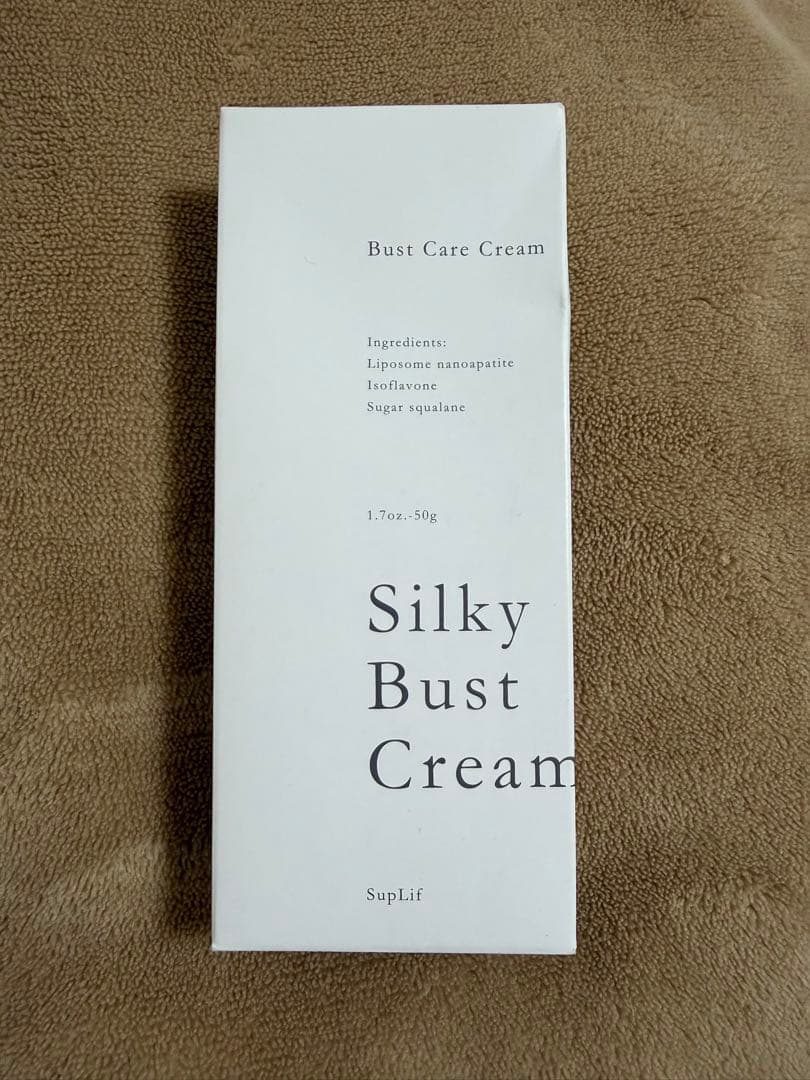 Bust Care Cream
Ingredients:
Liposome nanoapatite
Isoflavone
Sugar squalane
1.7oz.-50g
Silky
Bust
Cream
SupLif